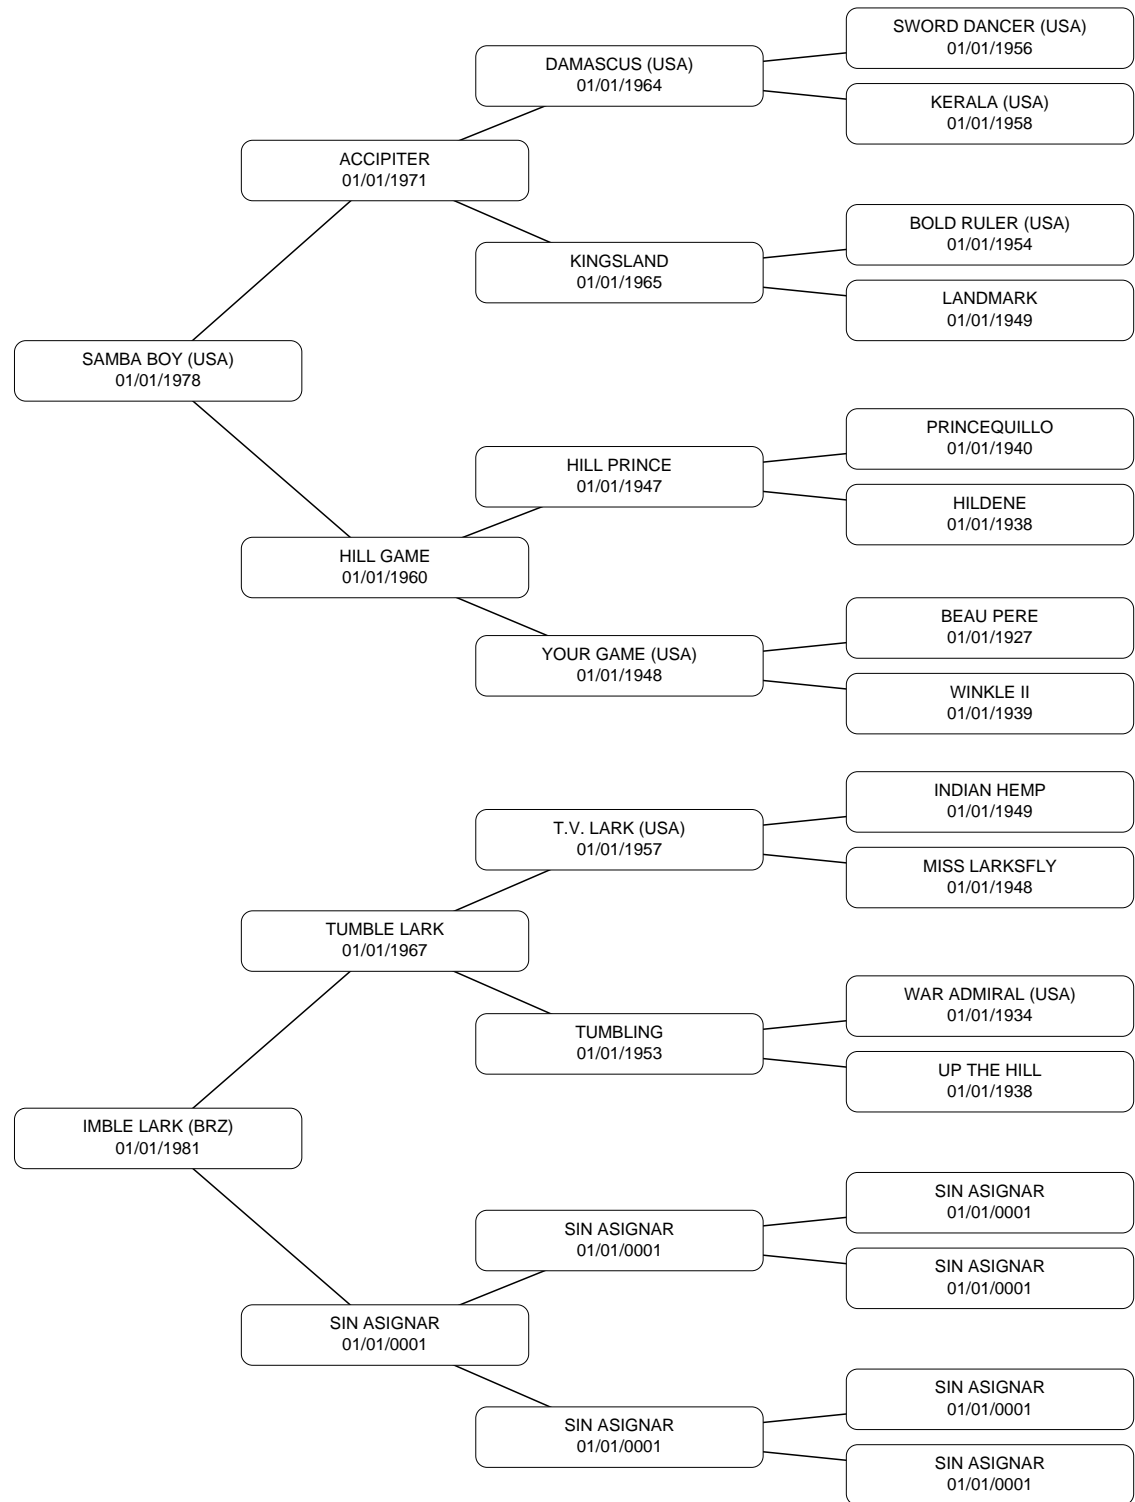 SWORD DANCER (USA)
01/01/1956
DAMASCUS (USA)
01/01/1964
KERALA (USA)
01/01/1958
ACCIPITER
01/01/1971
BOLD RULER (USA)
01/01/1954
KINGSLAND
01/01/1965
LANDMARK
01/01/1949
SAMBA BOY (USA)
01/01/1978
PRINCEQUILLO
01/01/1940
HILL PRINCE
01/01/1947
HILDENE
01/01/1938
HILL GAME
01/01/1960
BEAU PERE
01/01/1927
YOUR GAME (USA)
01/01/1948
WINKLE II
01/01/1939
INDIAN HEMP
01/01/1949
T.V. LARK (USA)
01/01/1957
MISS LARKSFLY
01/01/1948
TUMBLE LARK
01/01/1967
WAR ADMIRAL (USA)
01/01/1934
TUMBLING
01/01/1953
UP THE HILL
01/01/1938
IMBLE LARK (BRZ)
01/01/1981
SIN ASIGNAR
01/01/0001
SIN ASIGNAR
01/01/0001
SIN ASIGNAR
01/01/0001
SIN ASIGNAR
01/01/0001
SIN ASIGNAR
01/01/0001
SIN ASIGNAR
01/01/0001
SIN ASIGNAR
01/01/0001